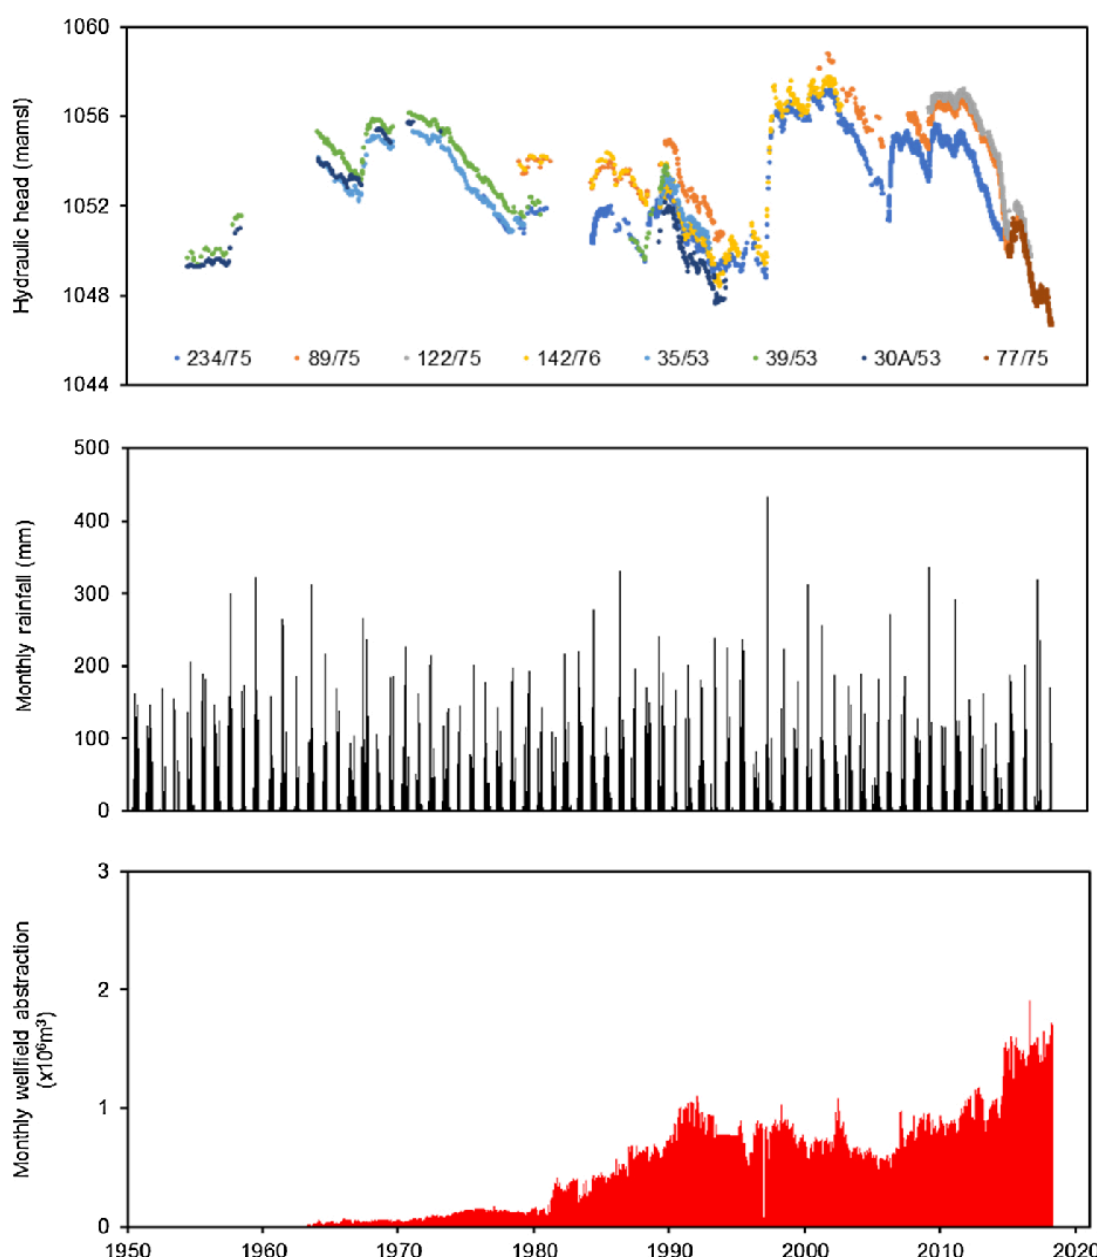 1060
1056
1052
1048
1044
Hydraulic head (mamsl)
234/75 89/75 122/75 142/76 35/53 39/53 30A/53 77/75
500
400
300
200
100
0
Monthly rainfall (mm)
3
2
1
0
Monthly wellfield abstraction
(x10⁶m³)
1950 1960 1970 1980 1990 2000 2010 2020